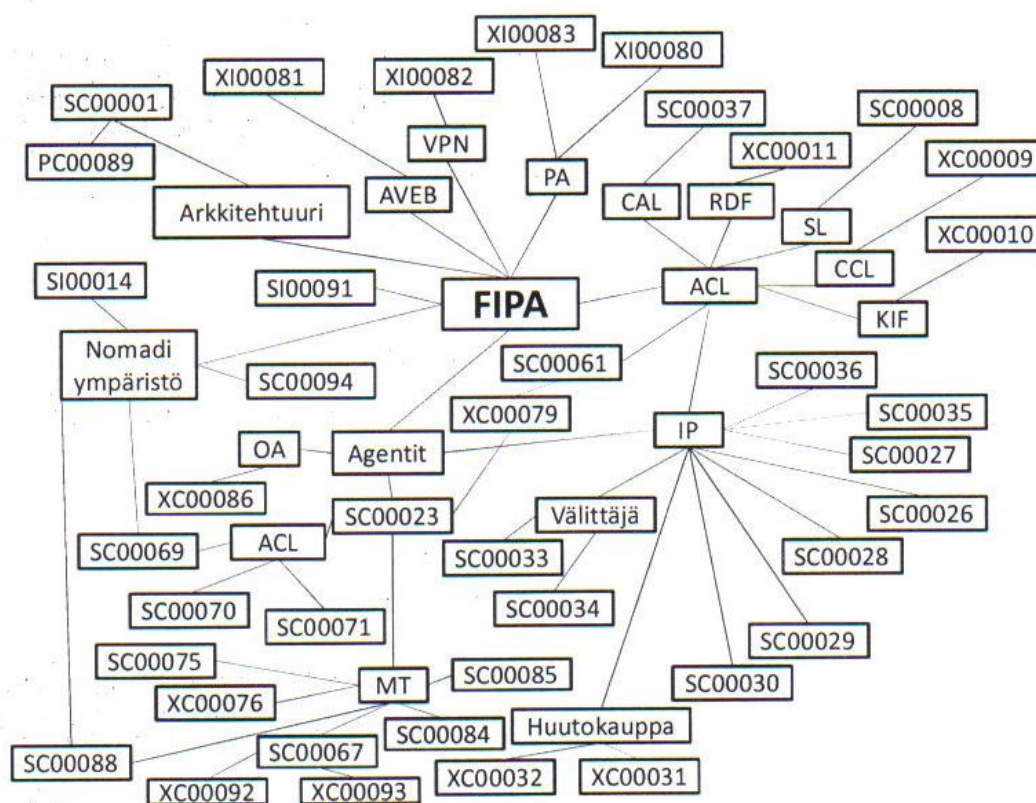 XI00083
XI00080
XI00081
XI00082
SC00001
SC00037
SC00008
PC00089
VPN
XC00011
XC00009
PA
AVEB
CAL
RDF
Arkkitehtuuri
SL
XC00010
CCL
SI00014
SI00091
FIPA
ACL
KIF
Nomadi
ympäristö
SC00061
SC00036
SC00094
XC00079
SC00035
IP
OA
Agentit
SC00027
XC00086
SC00023
Välittäjä
SC00026
SC00069
ACL
SC00033
SC00028
SC00070
SC00034
SC00071
SC00029
SC00075
MT
SC00085
SC00030
XC00076
SC00084
Huutokauppa
SC00067
SC00088
XC00032
XC00031
XC00092
XC00093